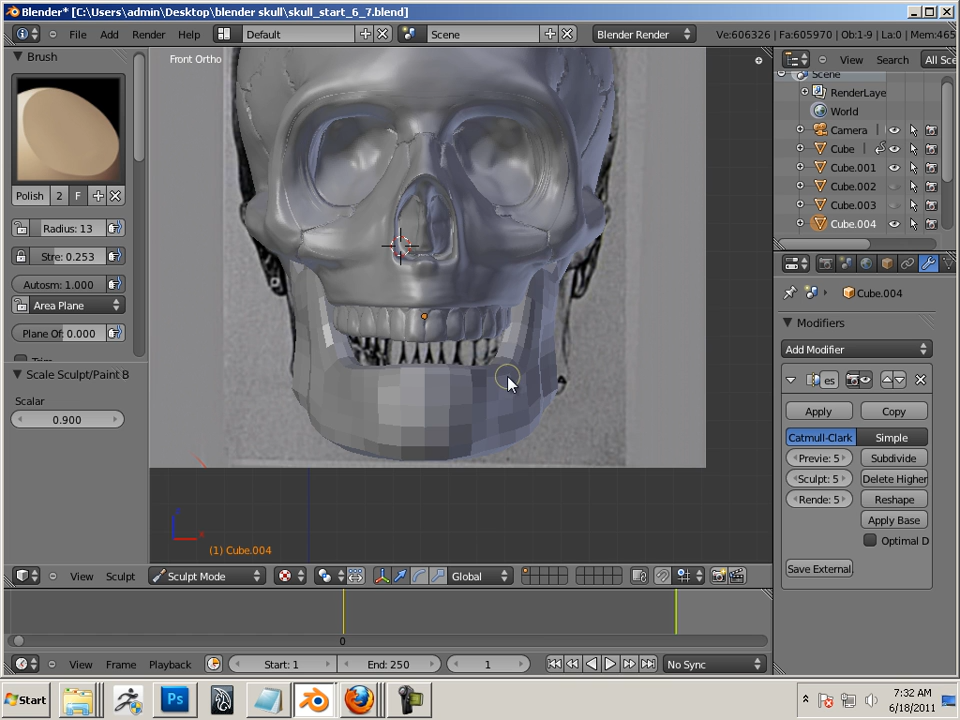 Blender* [C:\Users\admin\Desktop\blender skull\skull_start_6_7.blend]
File Add Render Help Default Scene Blender Render Ve:606326 | Fa:605970 | Ob:1-9 | La:0 | Mem:465
Brush
Front Ortho
View Search All Sce
Scene
RenderLaye
World
Camera
Cube
Cube.001
Cube.002
Cube.003
Cube.004
Polish 2 F
Radius: 13
Stre: 0.253
Autosm: 1.000
Area Plane
Plane Of: 0.000
Trim
Scale Sculpt/Paint B
Scalar
0.900
Cube.004
Modifiers
Add Modifier
es
Apply Copy
Catmull-Clark Simple
Previe: 5 Subdivide
Sculpt: 5 Delete Higher
Rende: 5 Reshape
Apply Base
Optimal D
Save External.
(1) Cube.004
View Sculpt Sculpt Mode Global
0
View Frame Playback Start: 1 End: 250 1 No Sync
Start Ps 7:32 AM
6/18/2011